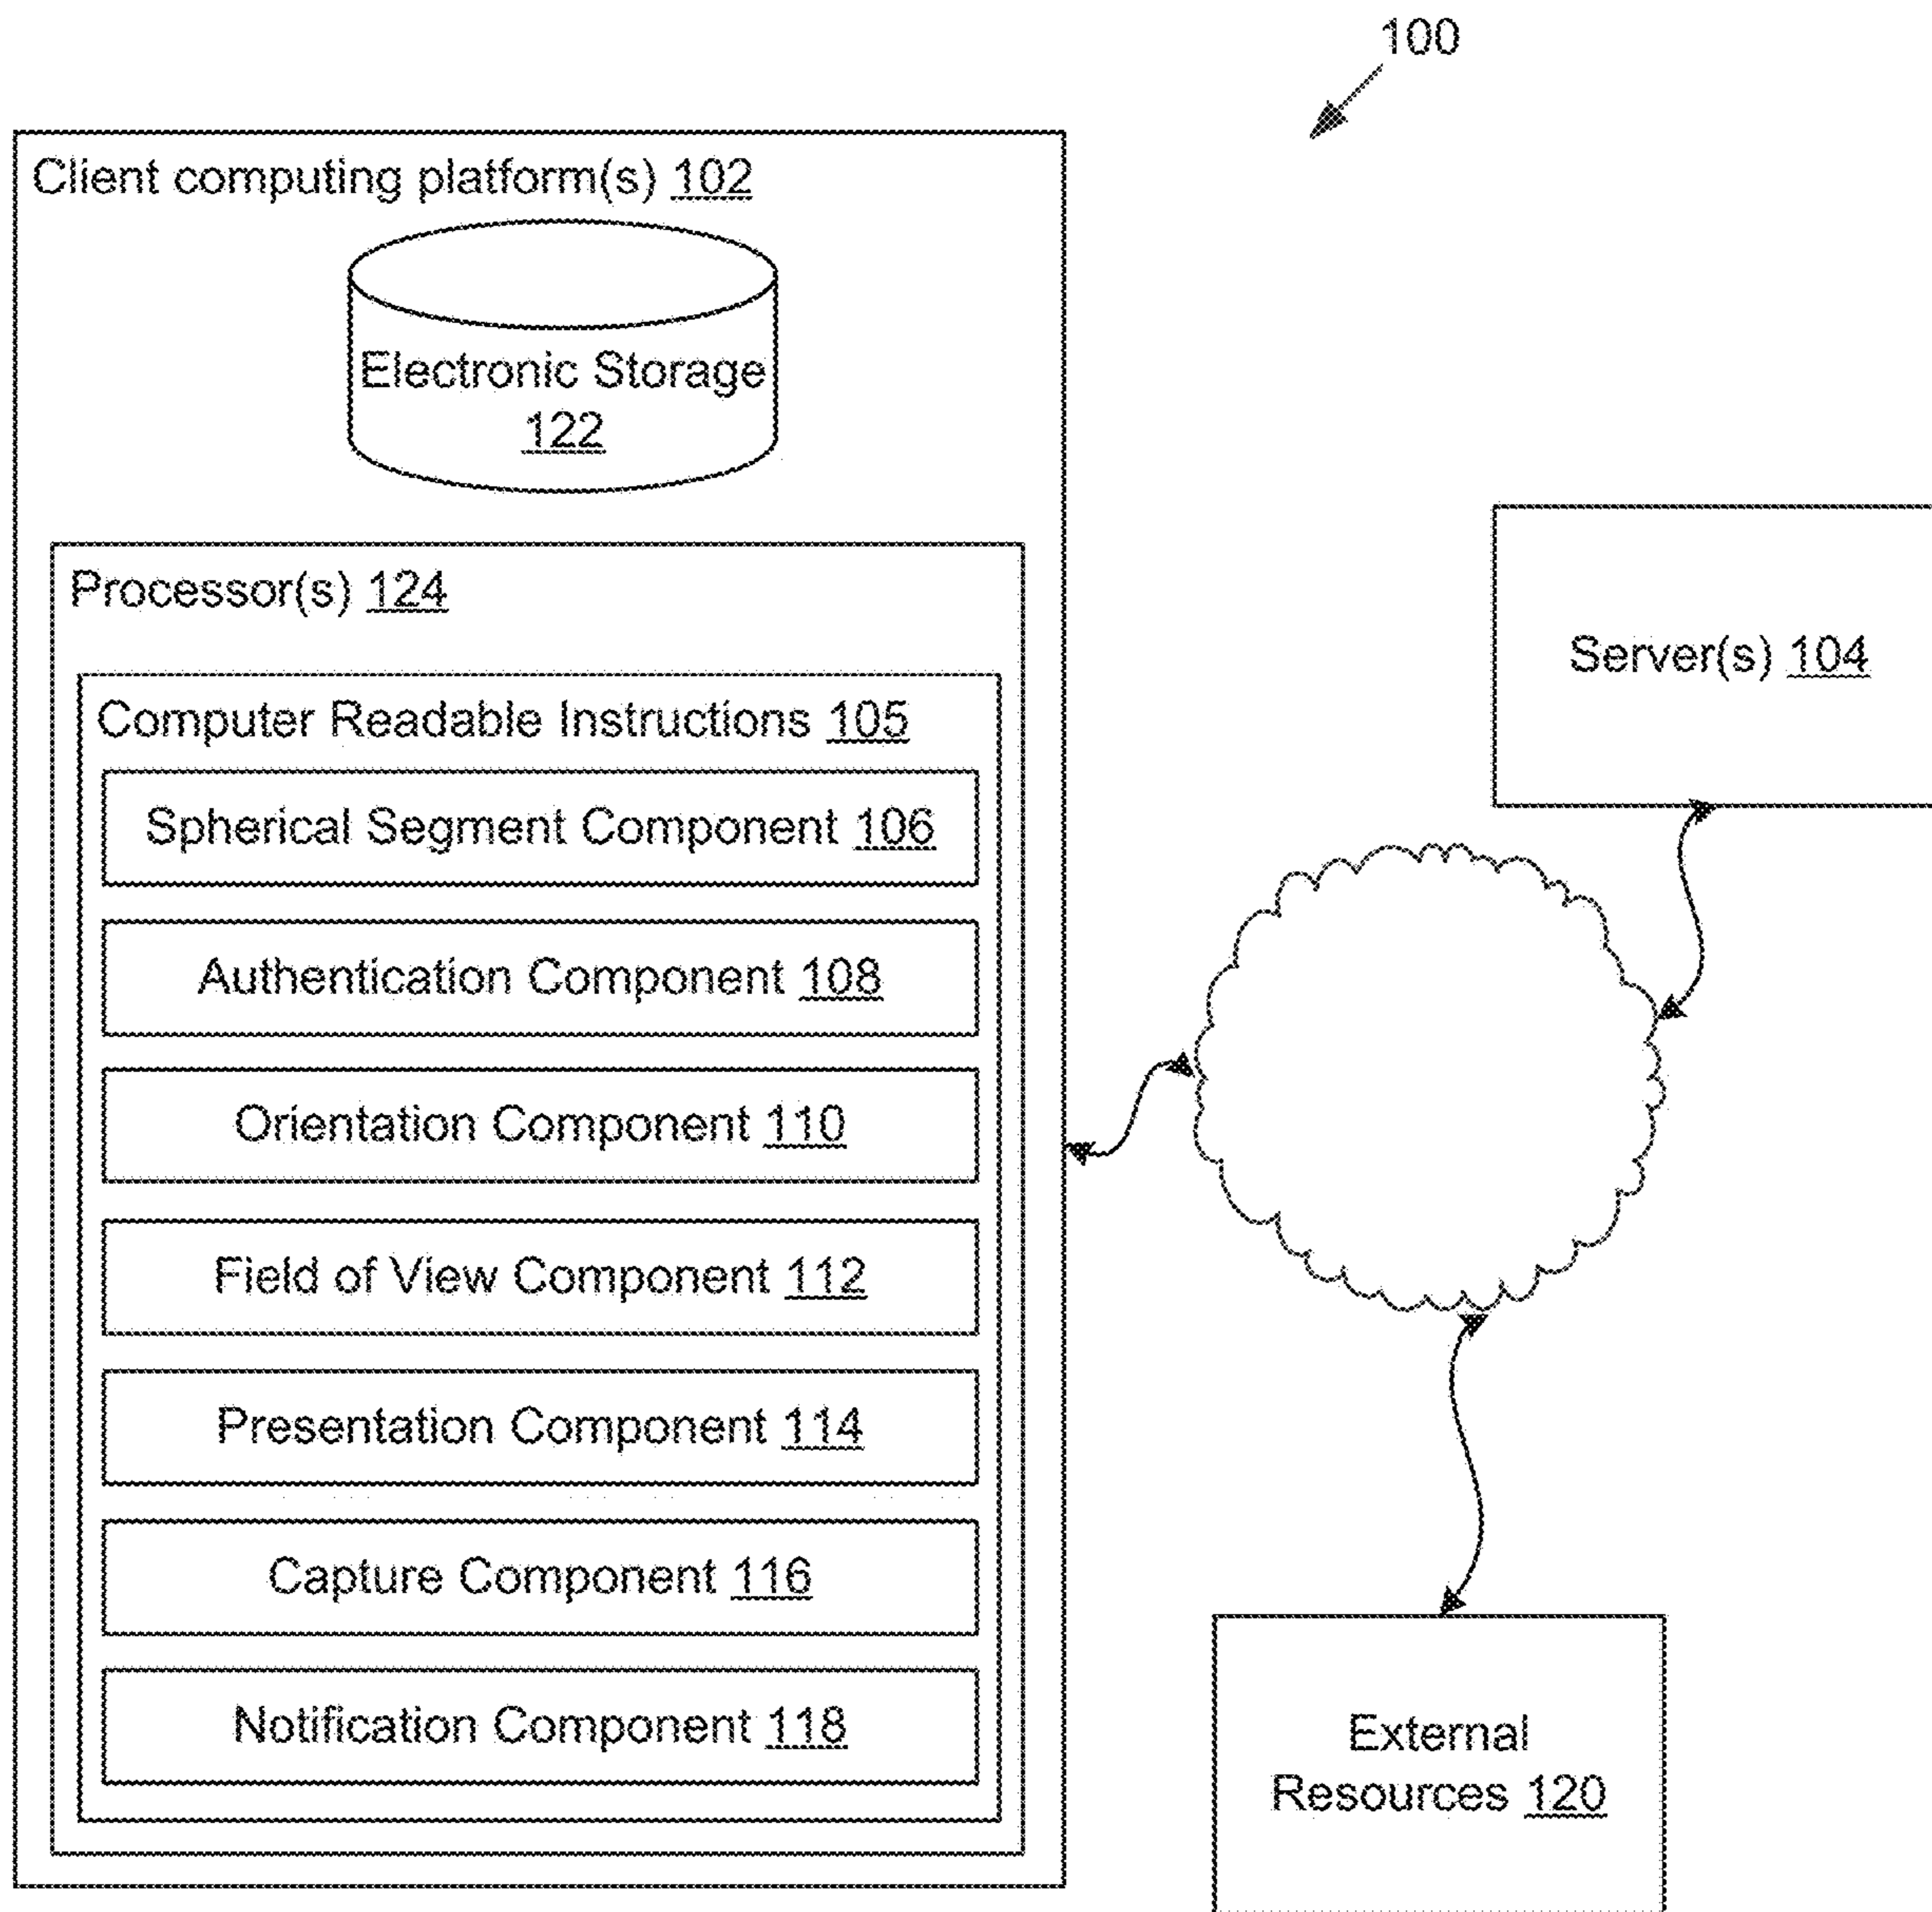 100
Client computing platform(s) 102
Electronic Storage
122
Processor(s) 124
Computer Readable Instructions 105
Spherical Segment Component 106
Authentication Component 108
Orientation Component 110
Field of View Component 112
Presentation Component 114
Capture Component 116
Notification Component 118
Server(s) 104
External
Resources 120